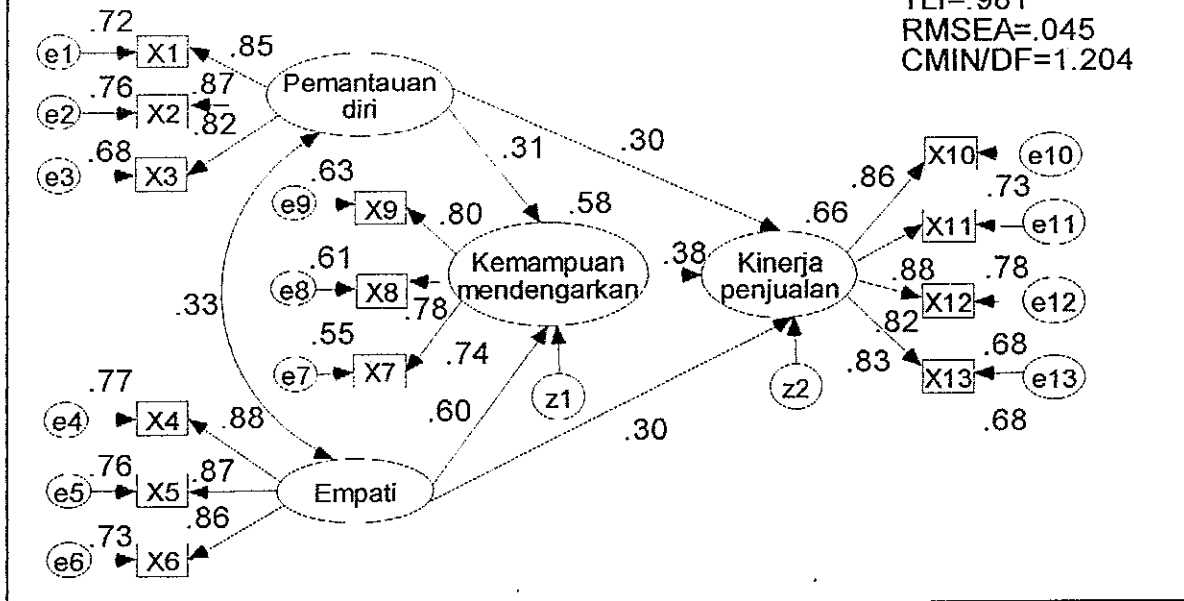 TLI=.981
RMSEA=.045
CMIN/DF=1.204
.72
e1
X1
.85
.76
e2
X2
.87
.82
.68
e3
X3
Pemantauan
diri
.31
.30
.63
e9
X9
.80
.58
.61
e8
X8
.78
.55
e7
X7
.74
Kemampuan
mendengarkan
z1
.33
.38
.66
Kinerja
penjualan
z2
.86
X10
e10
.73
X11
e11
.88
.78
X12
e12
.82
.68
.83
X13
e13
.68
.77
e4
X4
.88
.76
e5
X5
.87
.73
e6
X6
.86
Empati
.60
.30